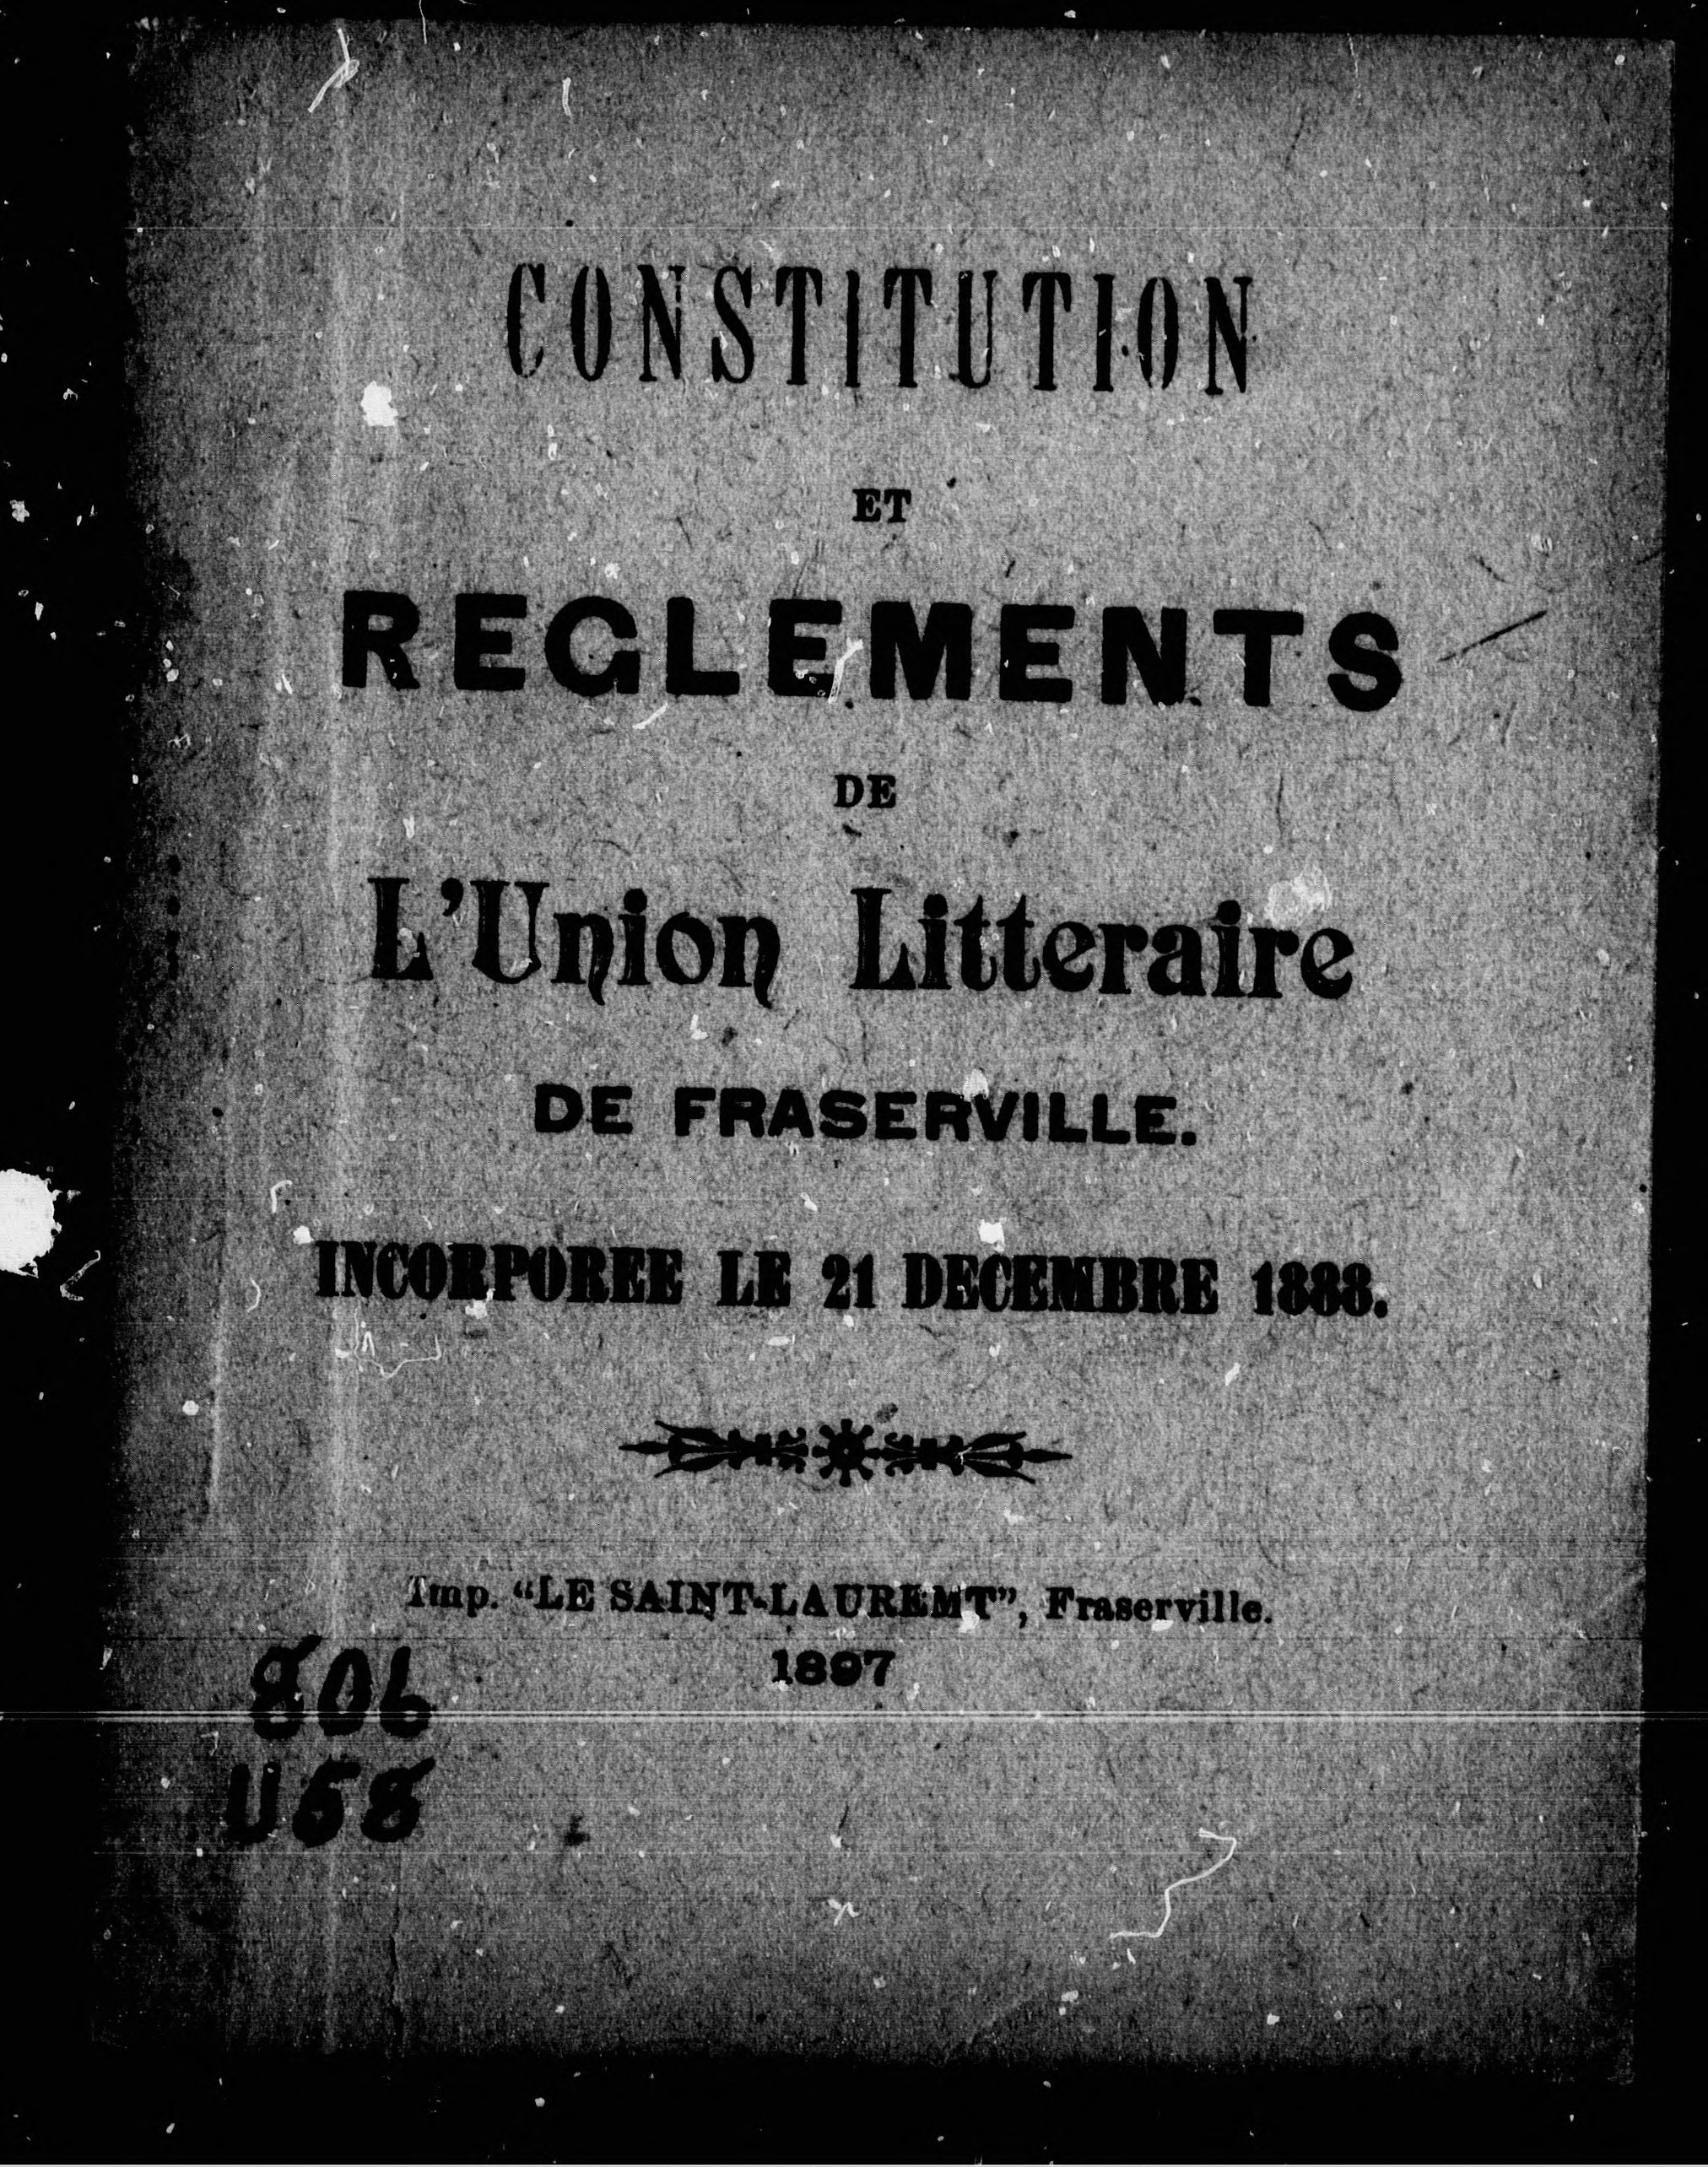 CONSTITUTION
ET
REGLEMENTS
DE
L'Union Litteraire
DE FRASERVILLE.
INCORPOREE LE 21 DECEMBRE 1888.
Imp. “LE SAINT-LAUREMT”, Fraserville.
1897
806
U58